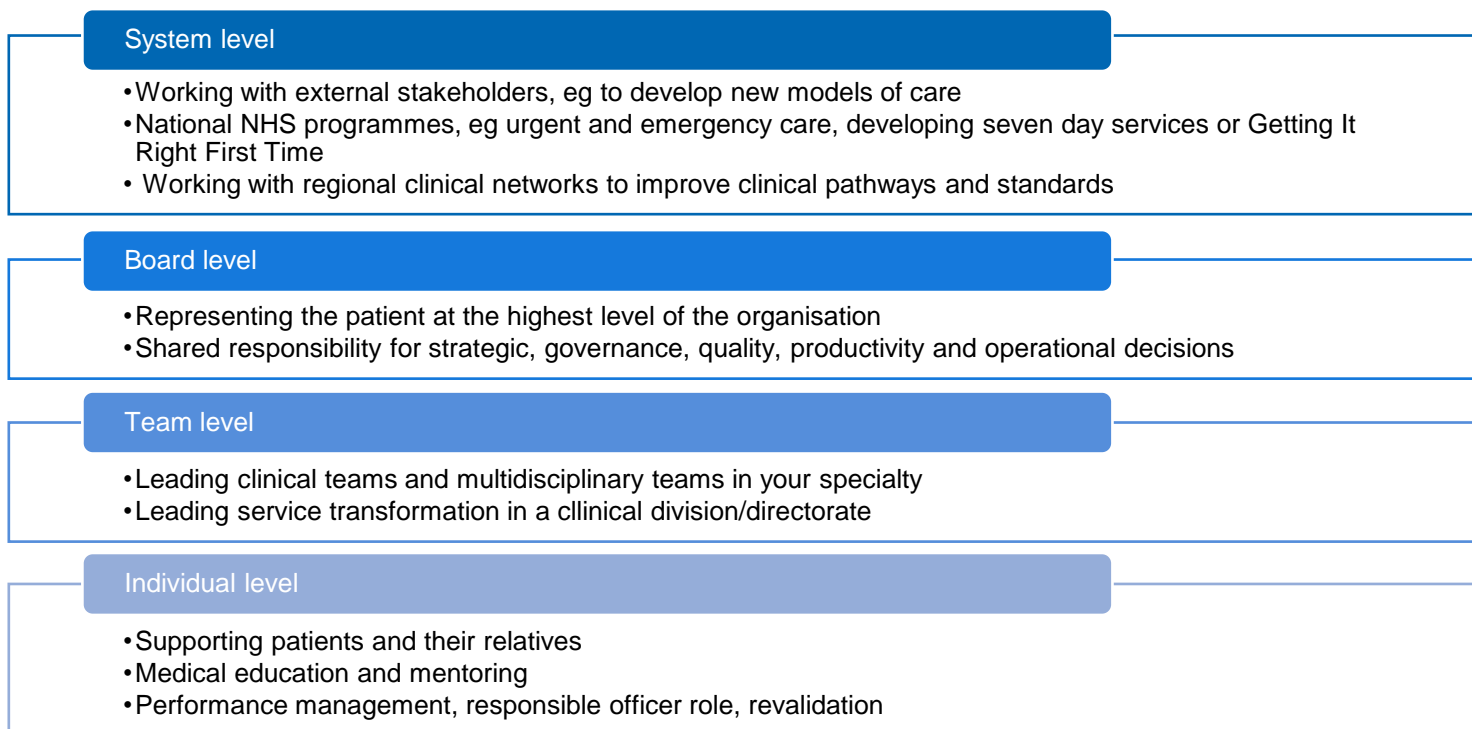 System level
•Working with external stakeholders, eg to develop new models of care
•National NHS programmes, eg urgent and emergency care, developing seven day services or Getting It
Right First Time
• Working with regional clinical networks to improve clinical pathways and standards
Board level
•Representing the patient at the highest level of the organisation
•Shared responsibility for strategic, governance, quality, productivity and operational decisions
Team level
•Leading clinical teams and multidisciplinary teams in your specialty
•Leading service transformation in a cllinical division/directorate
Individual level
•Supporting patients and their relatives
•Medical education and mentoring
•Performance management, responsible officer role, revalidation